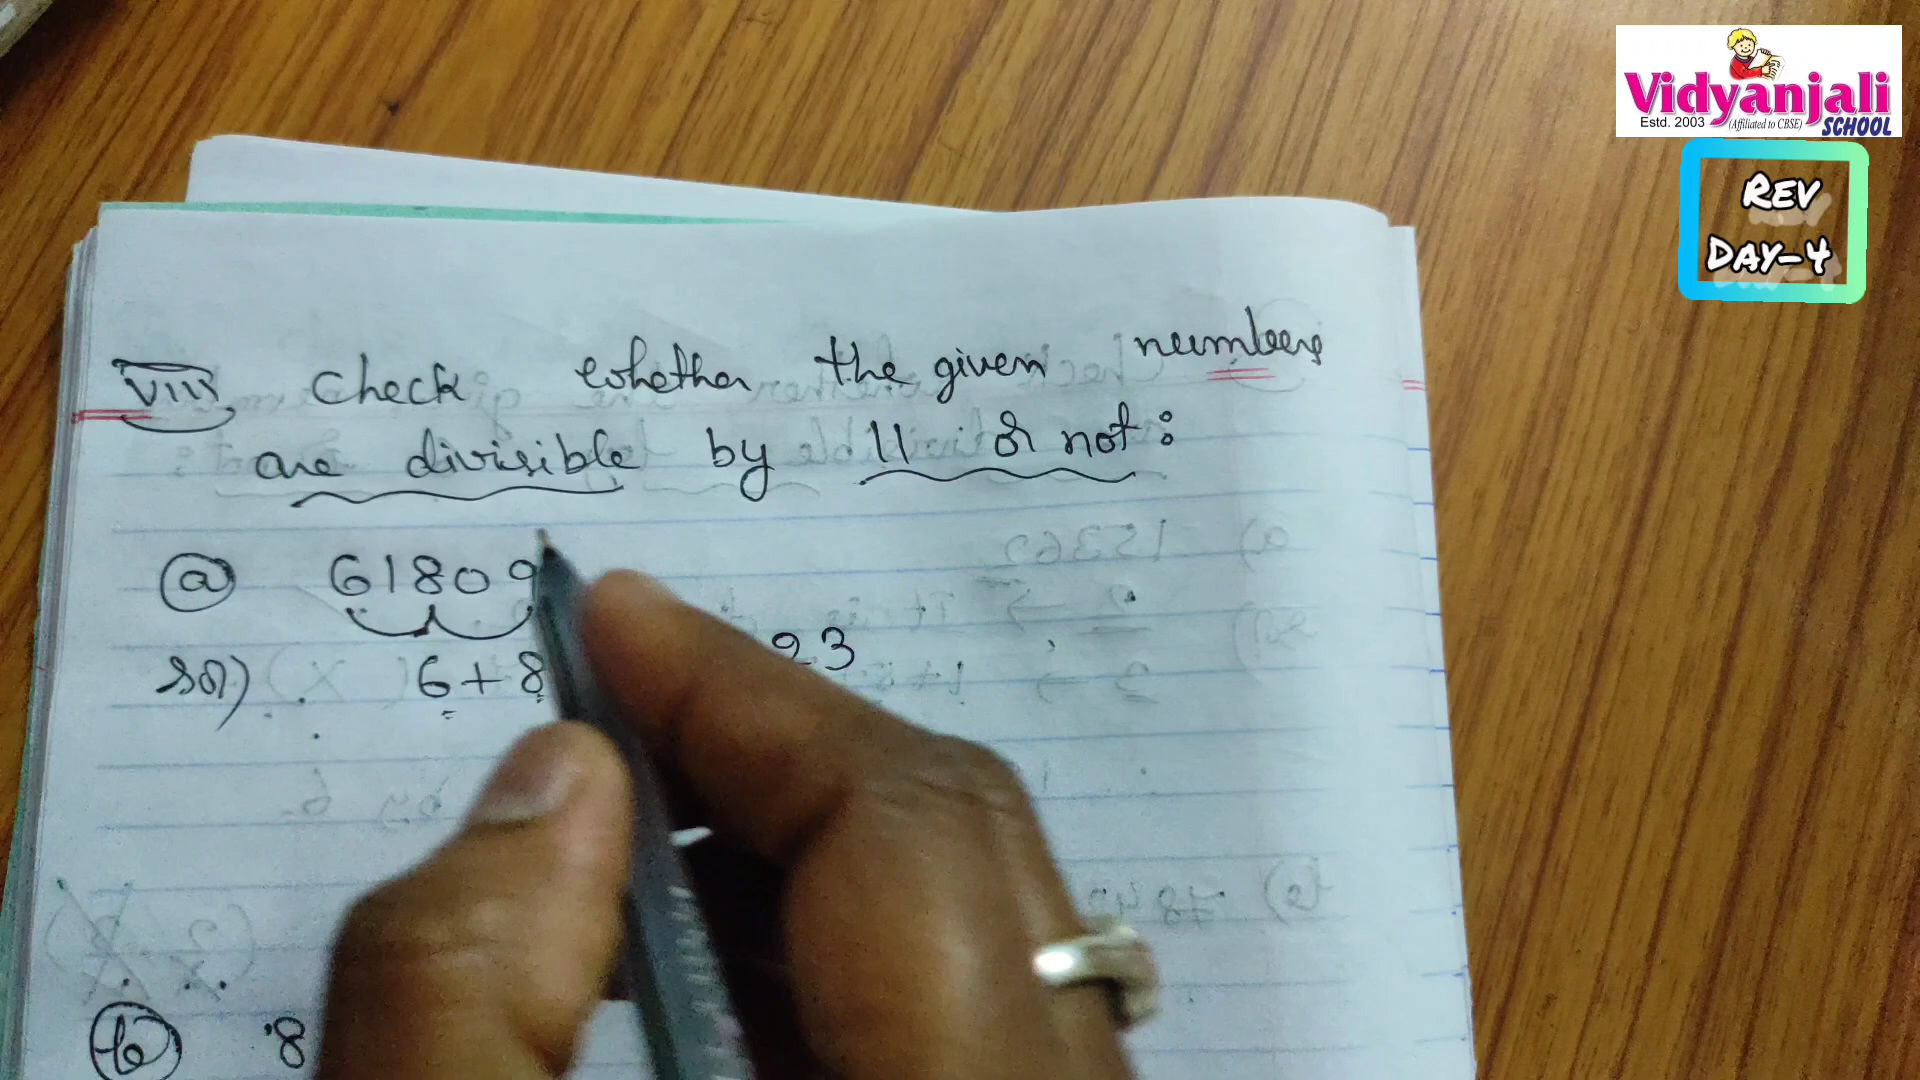 Vidyanjali
Estd. 2003 (Affiliated to CBSE) SCHOOL
REV
DAY-4
VIII Check whether the given numbers
are divisible by 11 or not:
(a) 61809
Sol) 6+8 23
(b) 8